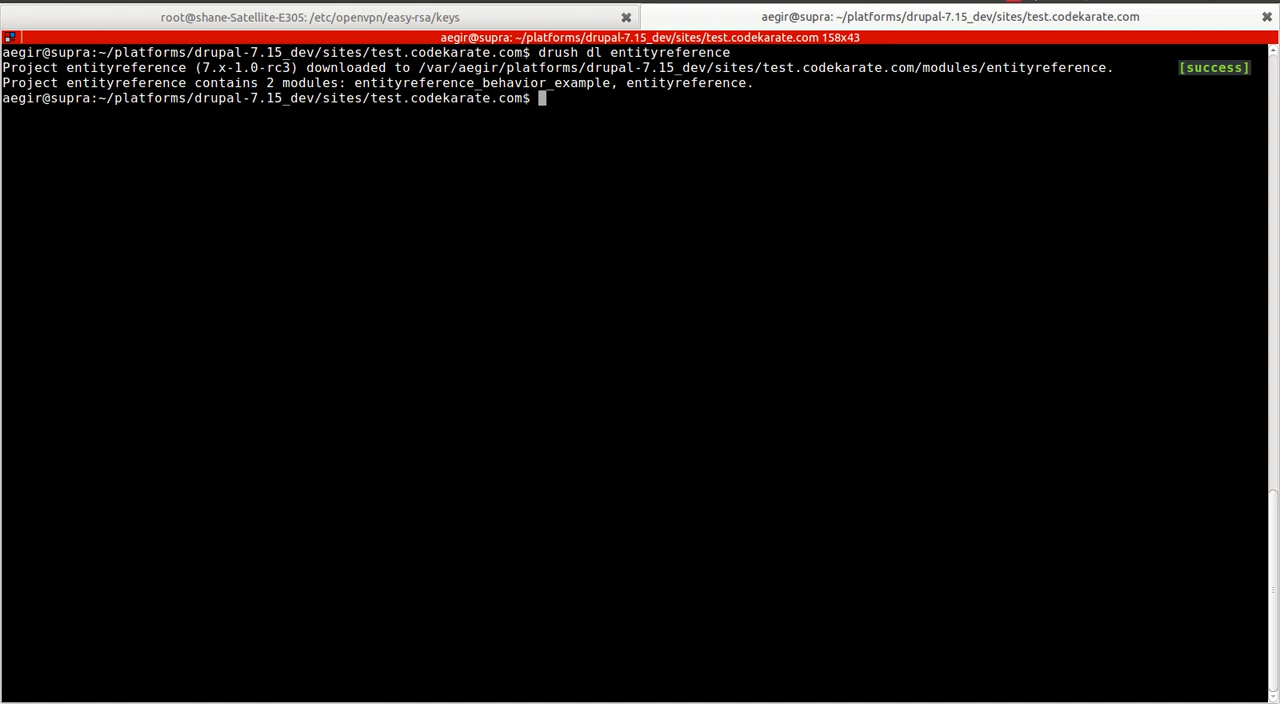 root@shane-Satellite-E305: /etc/openvpn/easy-rsa/keys
aegir@supra: ~/platforms/drupal-7.15_dev/sites/test.codekarate.com
aegir@supra: ~/platforms/drupal-7.15_dev/sites/test.codekarate.com 158x43
aegir@supra:~/platforms/drupal-7.15_dev/sites/test.codekarate.com$ drush dl entityreference
Project entityreference (7.x-1.0-rc3) downloaded to /var/aegir/platforms/drupal-7.15_dev/sites/test.codekarate.com/modules/entityreference. [success]
Project entityreference contains 2 modules: entityreference_behavior_example, entityreference.
aegir@supra:~/platforms/drupal-7.15_dev/sites/test.codekarate.com$